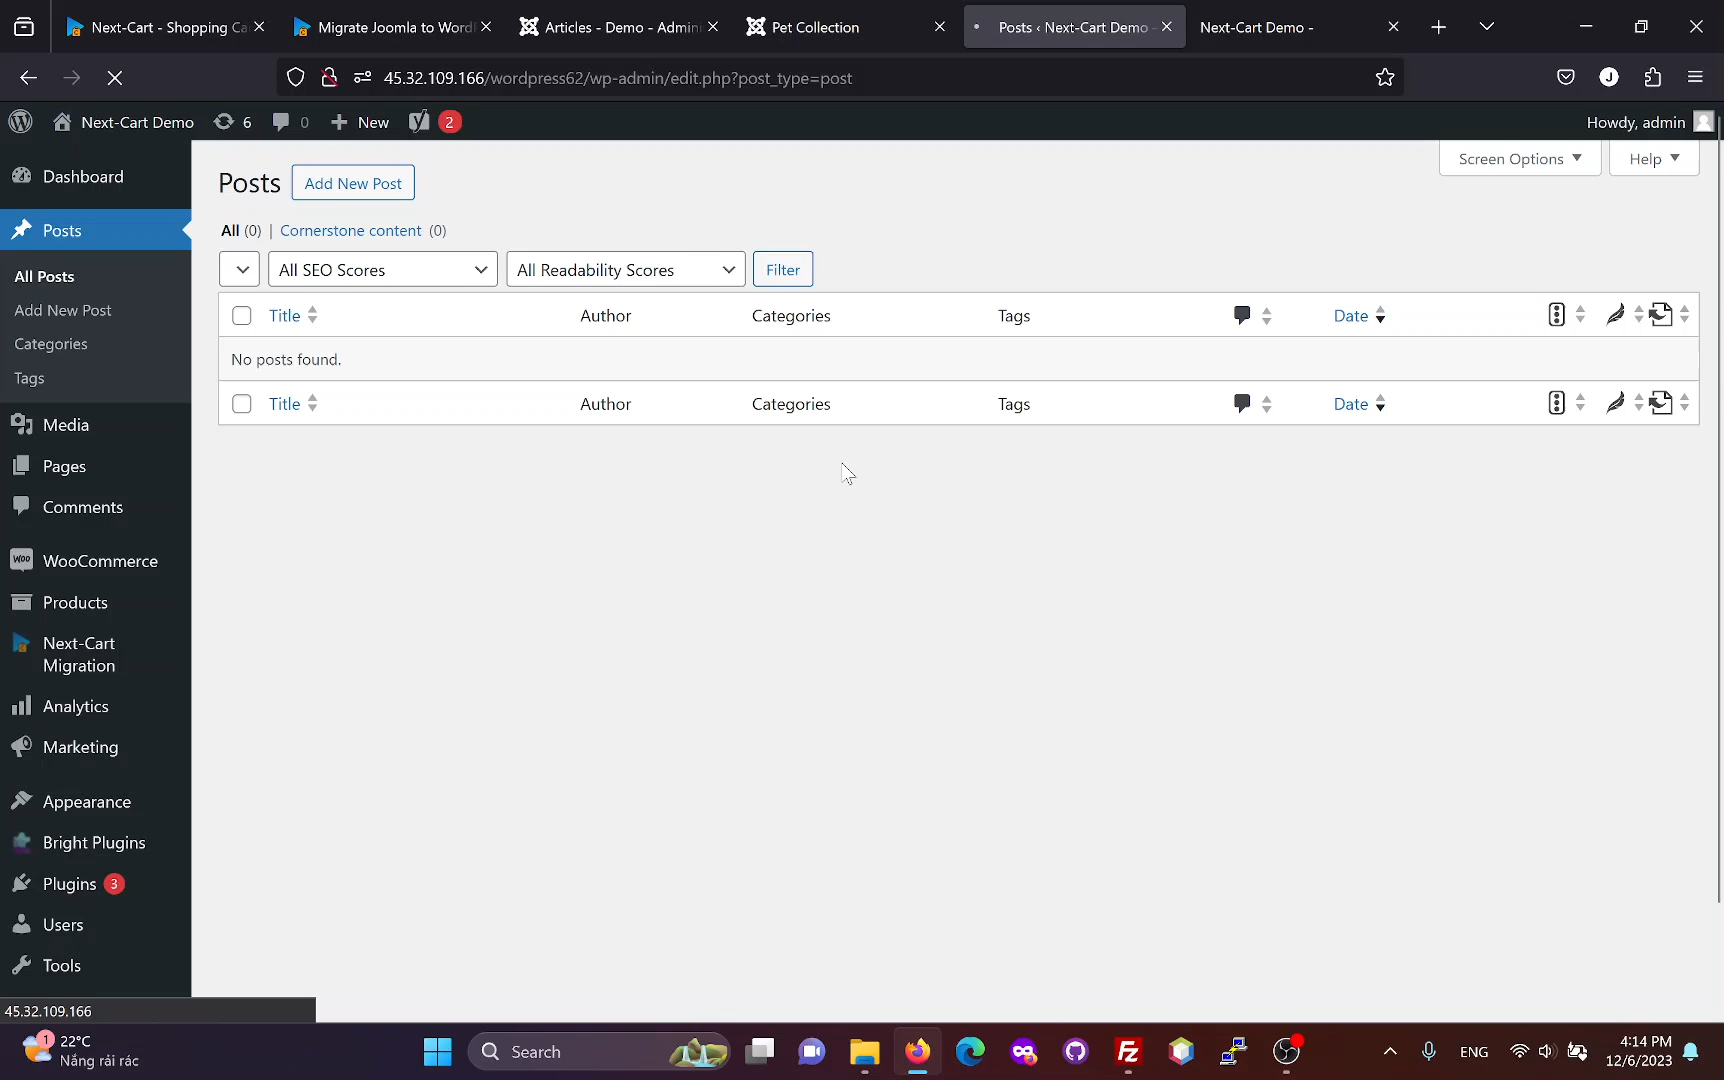 Next-Cart - Shopping Ca
Migrate Joomla to Word
Articles - Demo - Admin
Pet Collection
Posts ‹ Next-Cart Demo
Next-Cart Demo -
45.32.109.166/wordpress62/wp-admin/edit.php?post_type=post
J
Next-Cart Demo
6
0
New
2
Howdy, admin
Dashboard
Posts
All Posts
Add New Post
Categories
Tags
Media
Pages
Comments
WOO
WooCommerce
Products
Next-Cart
Migration
Analytics
Marketing
Appearance
Bright Plugins
Plugins 3
Users
Tools
Screen Options
Help
Posts
Add New Post
All (0) | Cornerstone content (0)
All SEO Scores
All Readability Scores
Filter
Title
Author
Categories
Tags
Date
No posts found.
Title
Author
Categories
Tags
Date
45.32.109.166
1
22°C
Nắng rải rác
Search
Fz
ENG
4:14 PM
12/6/2023